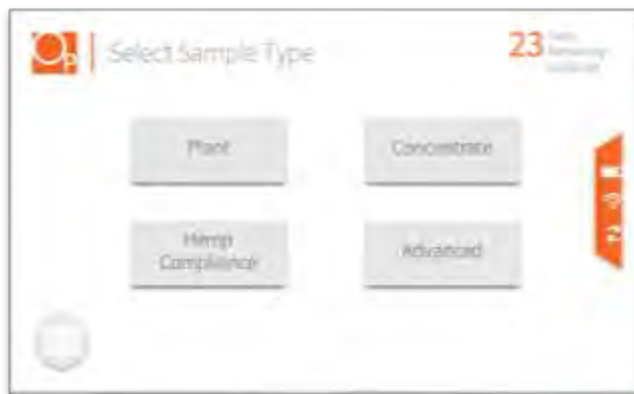 Select Sample Type
23
Plant
Concentrate
Hemp
Compliance
Advanced